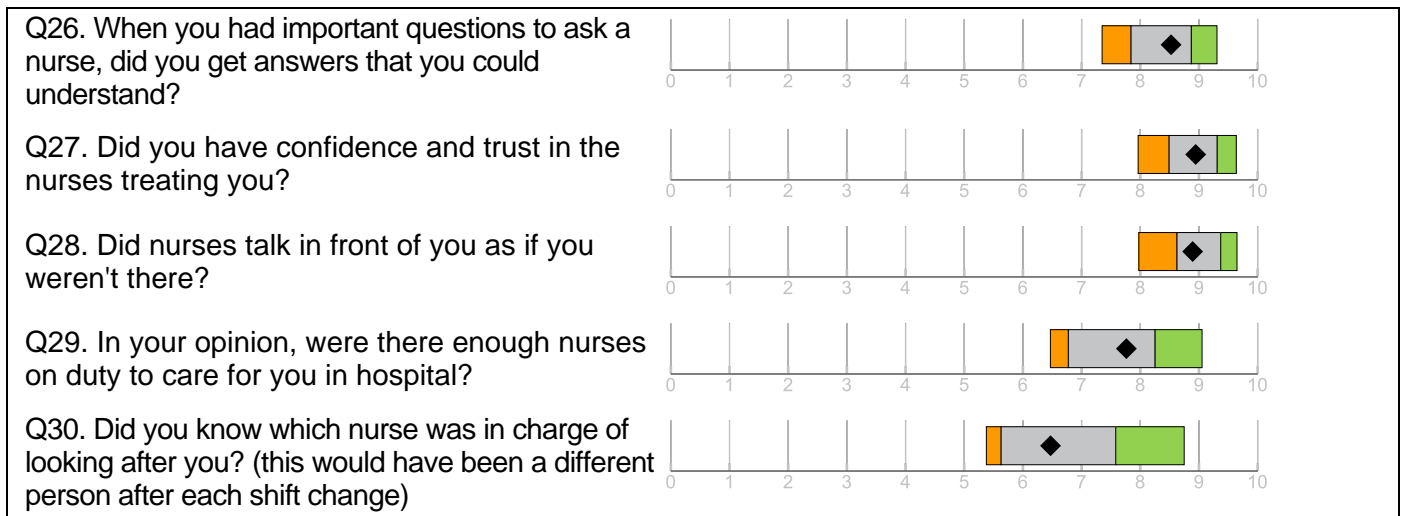 Q26. When you had important questions to ask a
nurse, did you get answers that you could
understand?
0 1 2 3 4 5 6 7 8 9 10
Q27. Did you have confidence and trust in the
nurses treating you?
0 1 2 3 4 5 6 7 8 9 10
Q28. Did nurses talk in front of you as if you
weren't there?
0 1 2 3 4 5 6 7 8 9 10
Q29. In your opinion, were there enough nurses
on duty to care for you in hospital?
0 1 2 3 4 5 6 7 8 9 10
Q30. Did you know which nurse was in charge of
looking after you? (this would have been a different
person after each shift change)
0 1 2 3 4 5 6 7 8 9 10